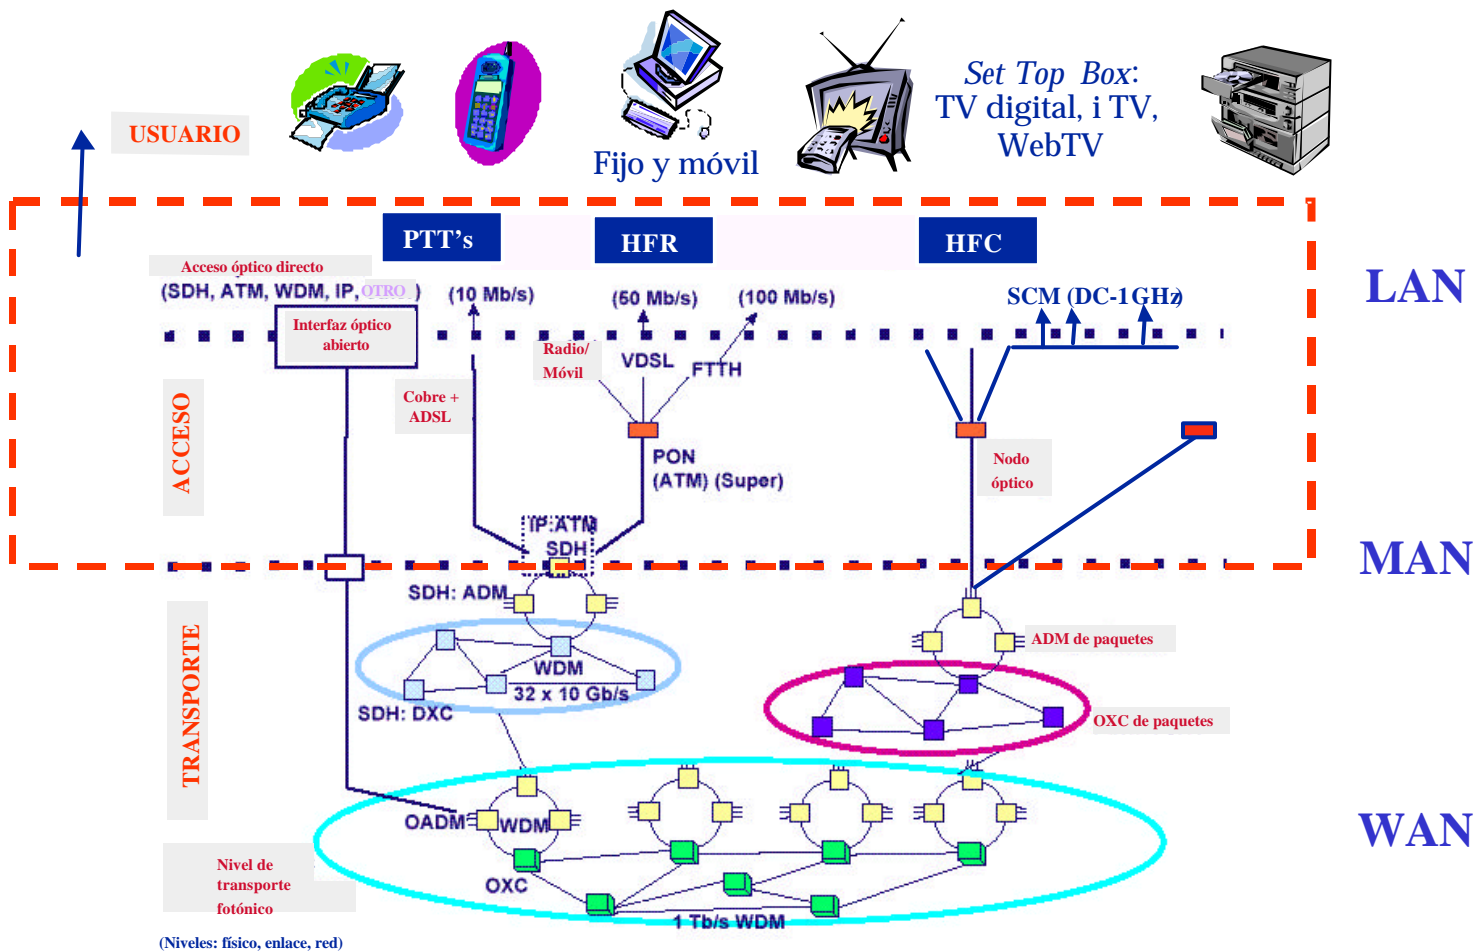 Set Top Box:
TV digital, i TV,
WebTV
USUARIO
Fijo y móvil
PTT's
HFR
HFC
LAN
Acceso óptico directo
(SDH, ATM, WDM, IP, OTRO )
(10 Mb/s)
(50 Mb/s)
(100 Mb/s)
SCM (DC-1GHz)
Interfaz óptico
abierto
Radio/
Móvil
VDSL
FTTH
Cobre +
ADSL
ACCESO
PON
(ATM) (Super)
Nodo
óptico
IP:ATM
SDH
MAN
SDH: ADM
TRANSPORTE
ADM de paquetes
WDM
32 x 10 Gb/s
SDH: DXC
OXC de paquetes
OADM
WDM
WAN
Nivel de
transporte
fotónico
OXC
1 Tb/s WDM
(Niveles: físico, enlace, red)